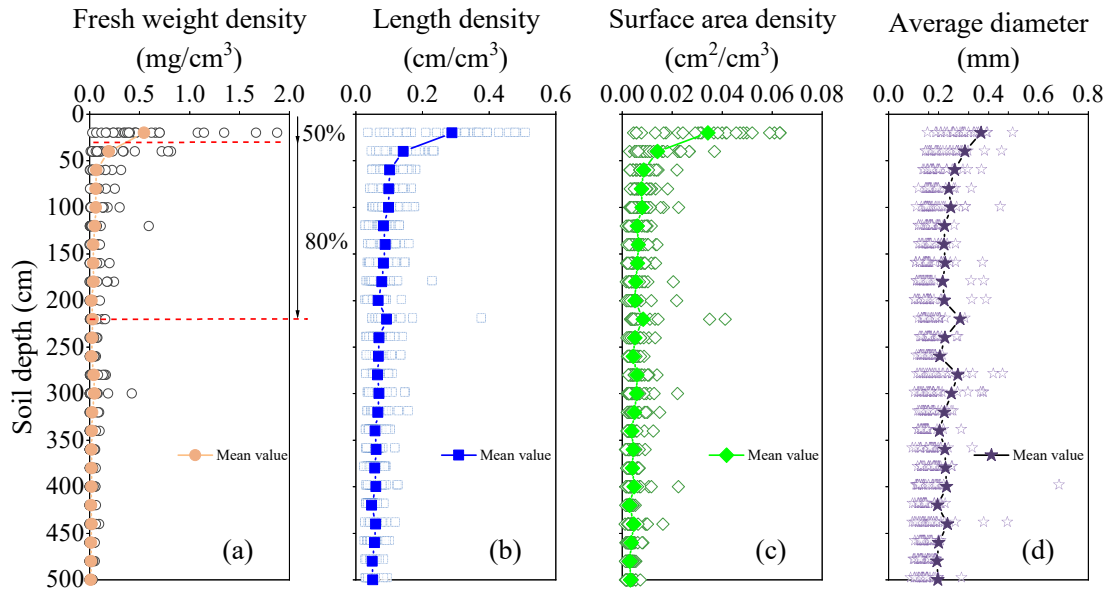 Fresh weight density
(mg/cm³)
0.0 0.5 1.0 1.5 2.0
Length density
(cm/cm³)
0.0 0.2 0.4 0.6
Surface area density
(cm²/cm³)
0.00 0.02 0.04 0.06 0.08
Average diameter
(mm)
0.0 0.2 0.4 0.6 0.8
Soil depth (cm)
0
50
100
150
200
250
300
350
400
450
500
50%
80%
Mean value
Mean value
Mean value
Mean value
(a)
(b)
(c)
(d)